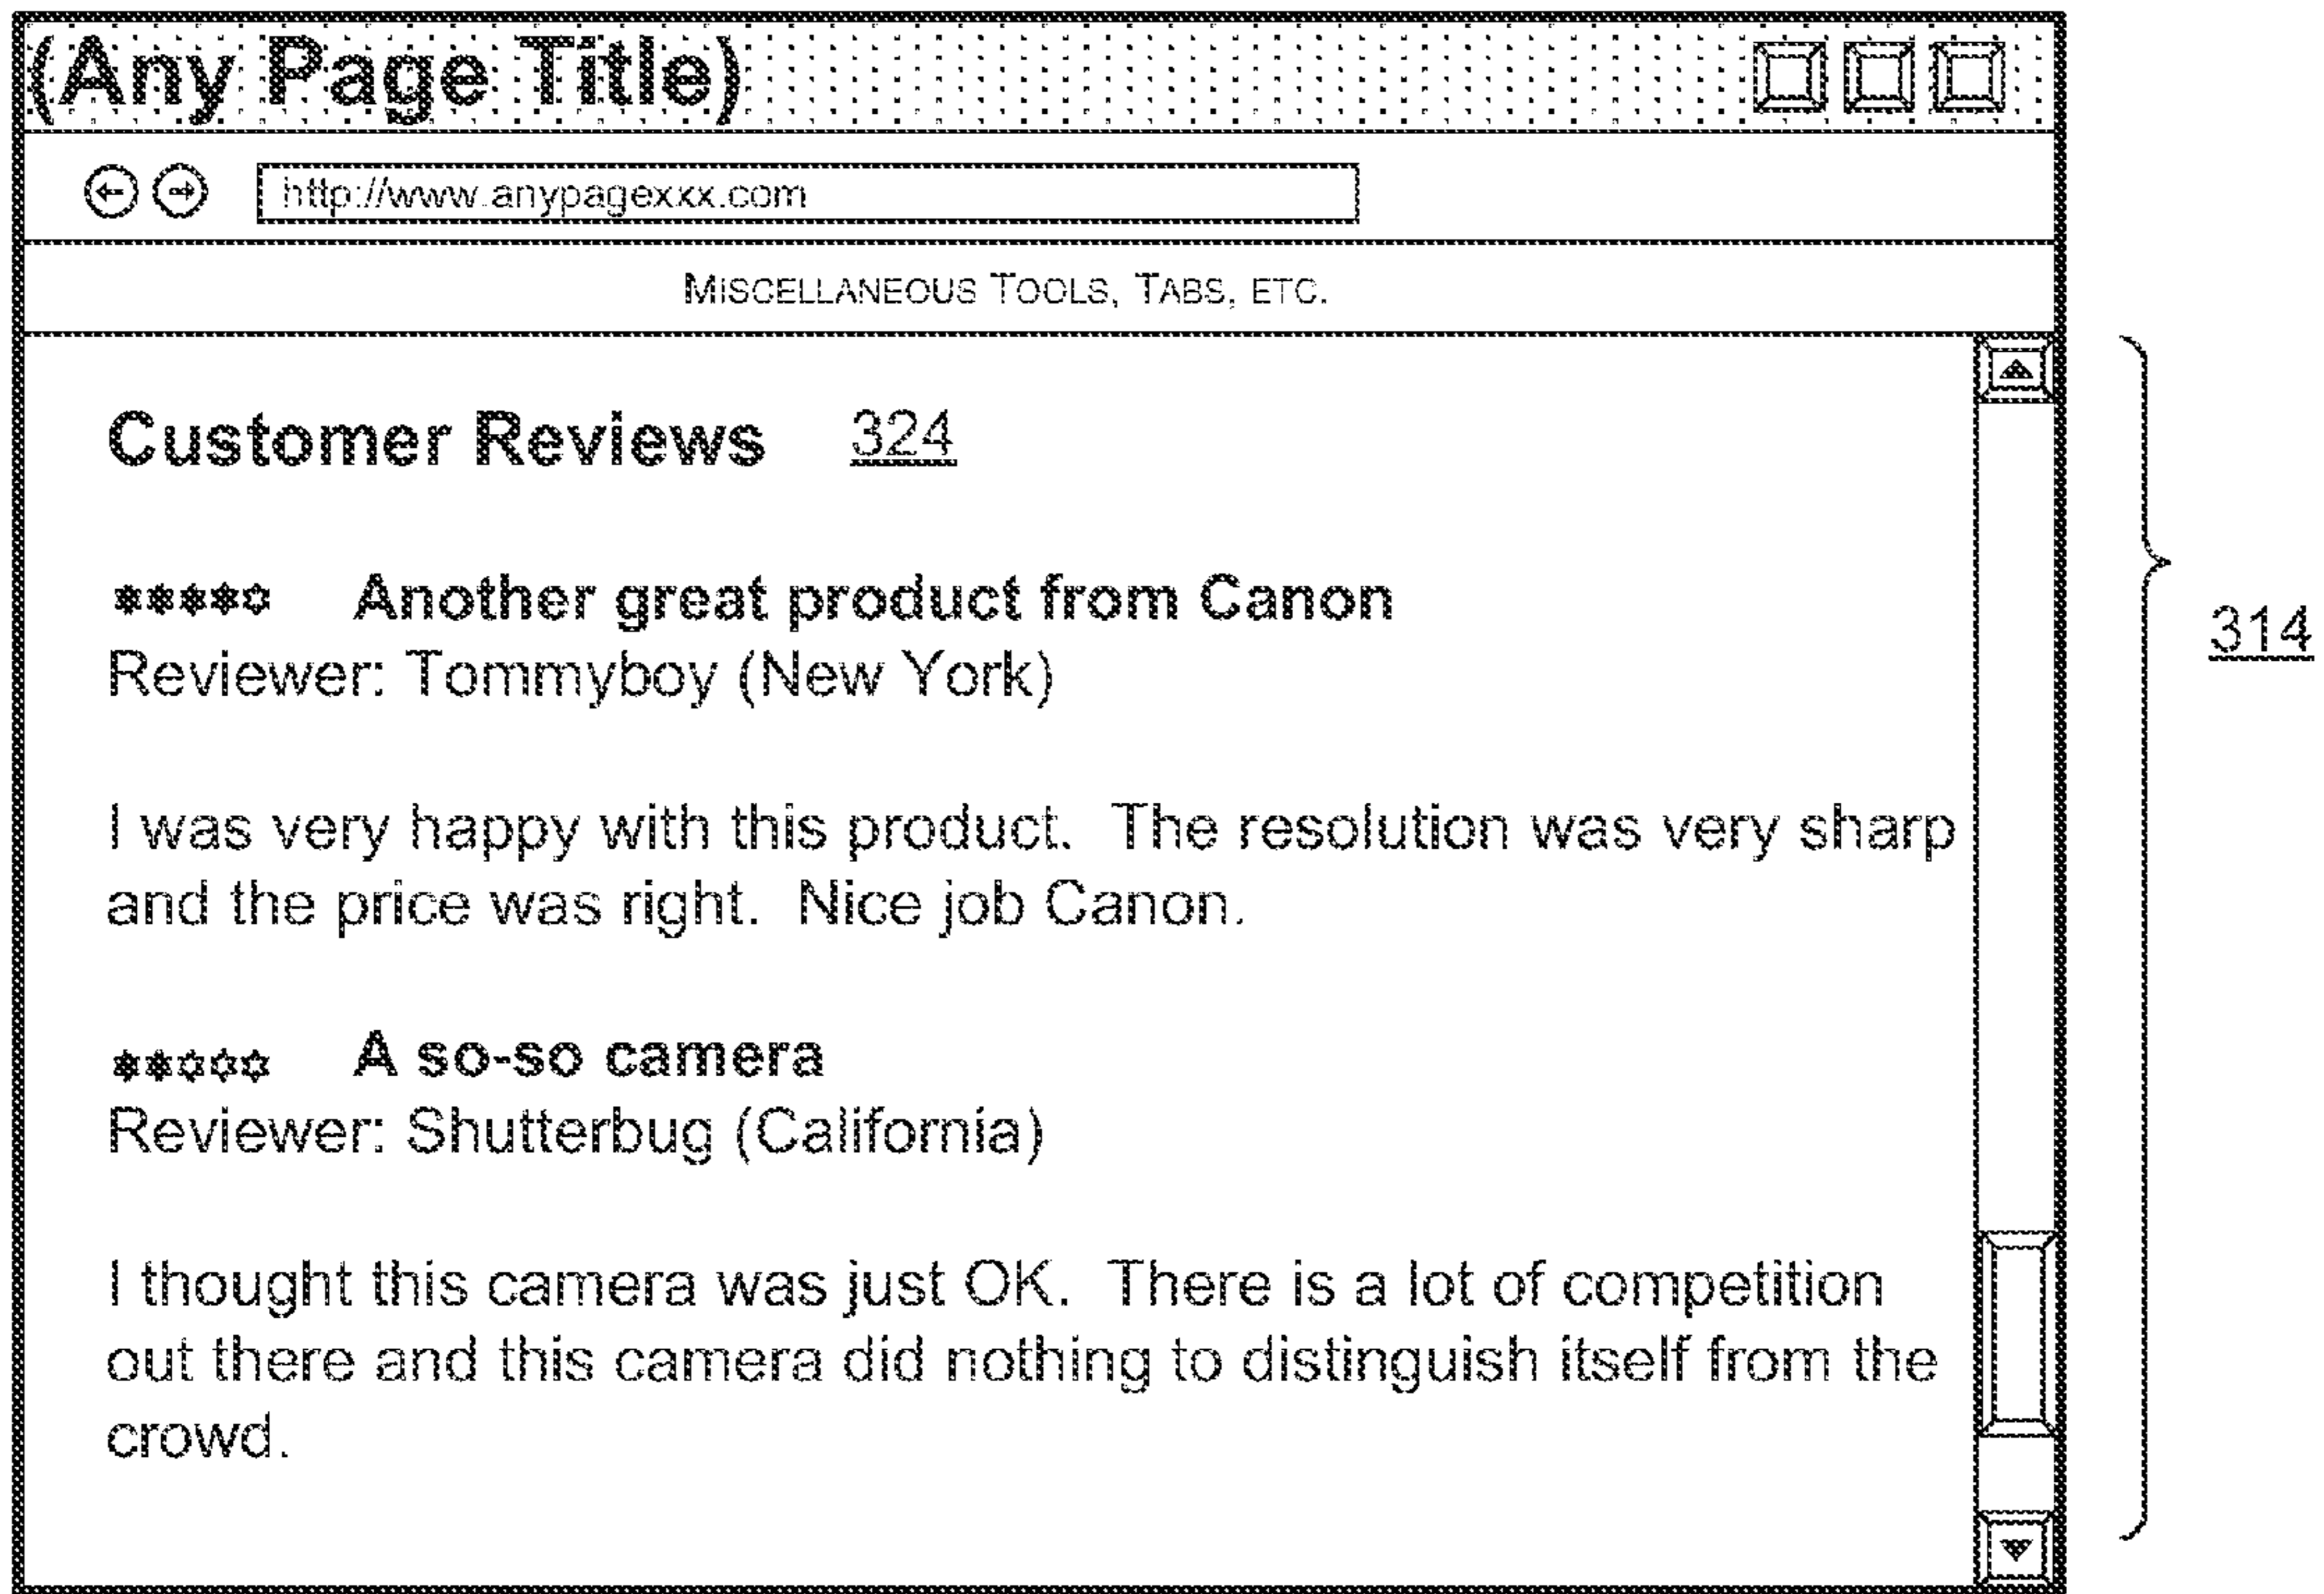 (Any Page Title)
http://www.anypagexxx.com
MISCELLANEOUS TOOLS, TABS, ETC.
Customer Reviews 324
Another great product from Canon
Reviewer: Tommyboy (New York)
314
I was very happy with this product. The resolution was very sharp
and the price was right. Nice job Canon.
A so-so camera
Reviewer: Shutterbug (California)
I thought this camera was just OK. There is a lot of competition
out there and this camera did nothing to distinguish itself from the
crowd.